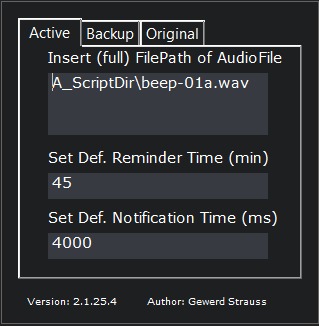 Active Backup Original
Insert (full) FilePath of AudioFile
A_ScriptDir\beep-01a.wav
Set Def. Reminder Time (min)
45
Set Def. Notification Time (ms)
4000
Version: 2.1.25.4 Author: Gewerd Strauss